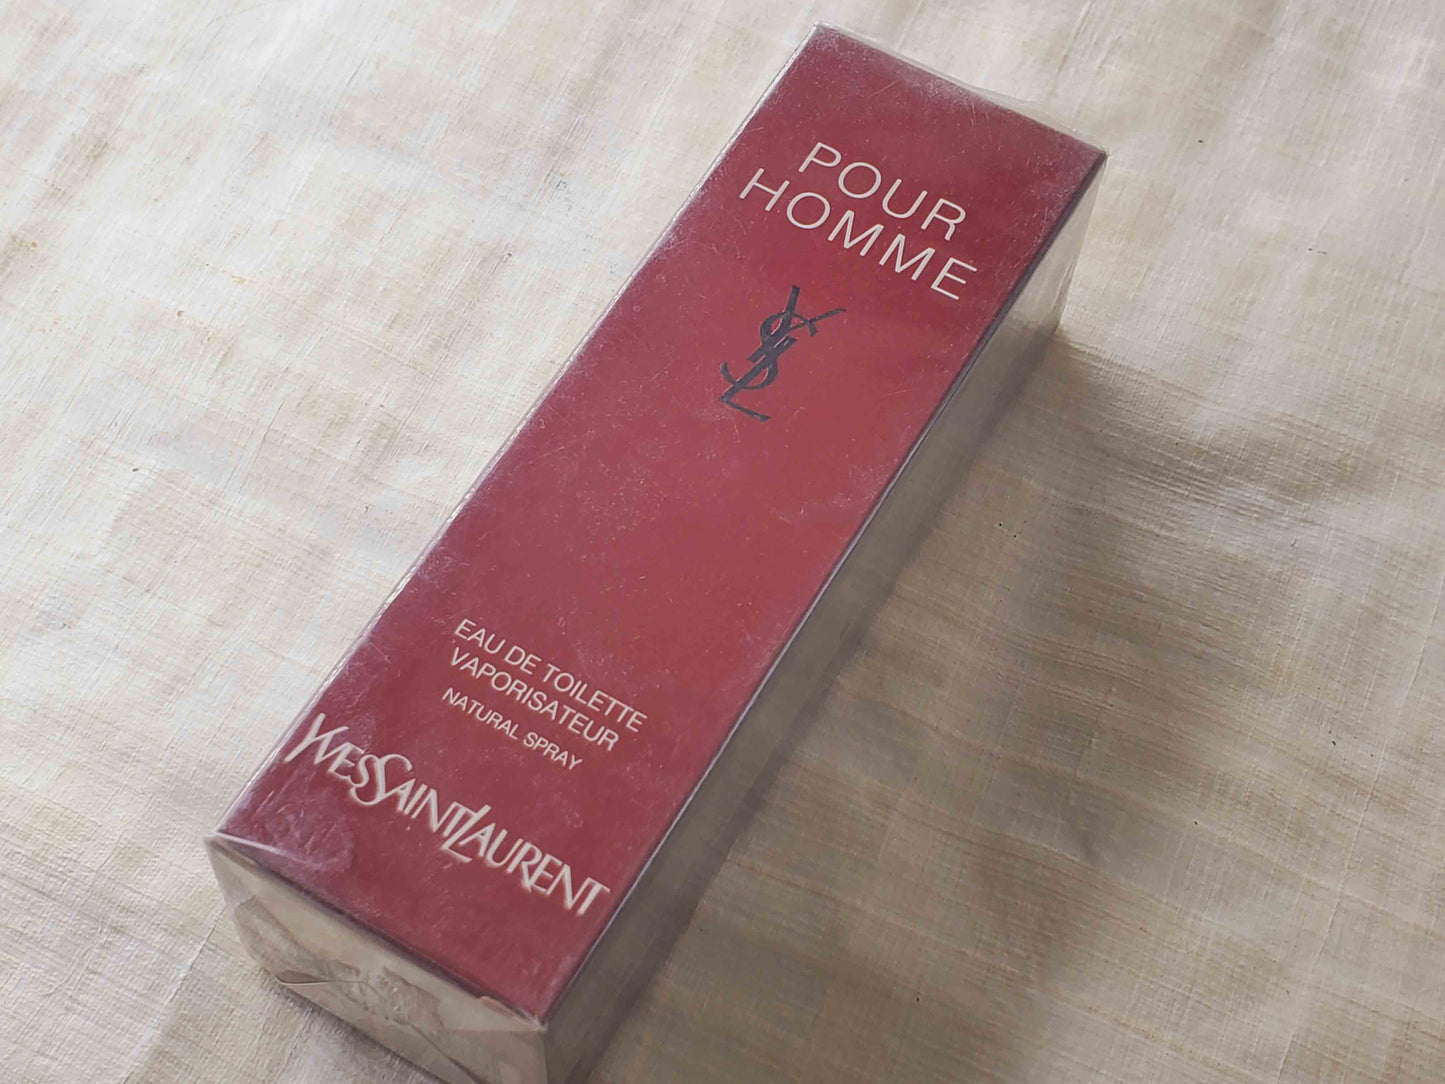 POUR
HOMME
YSL
EAU DE TOILETTE
VAPORISATEUR
NATURAL SPRAY
YVESSAINTLAURENT